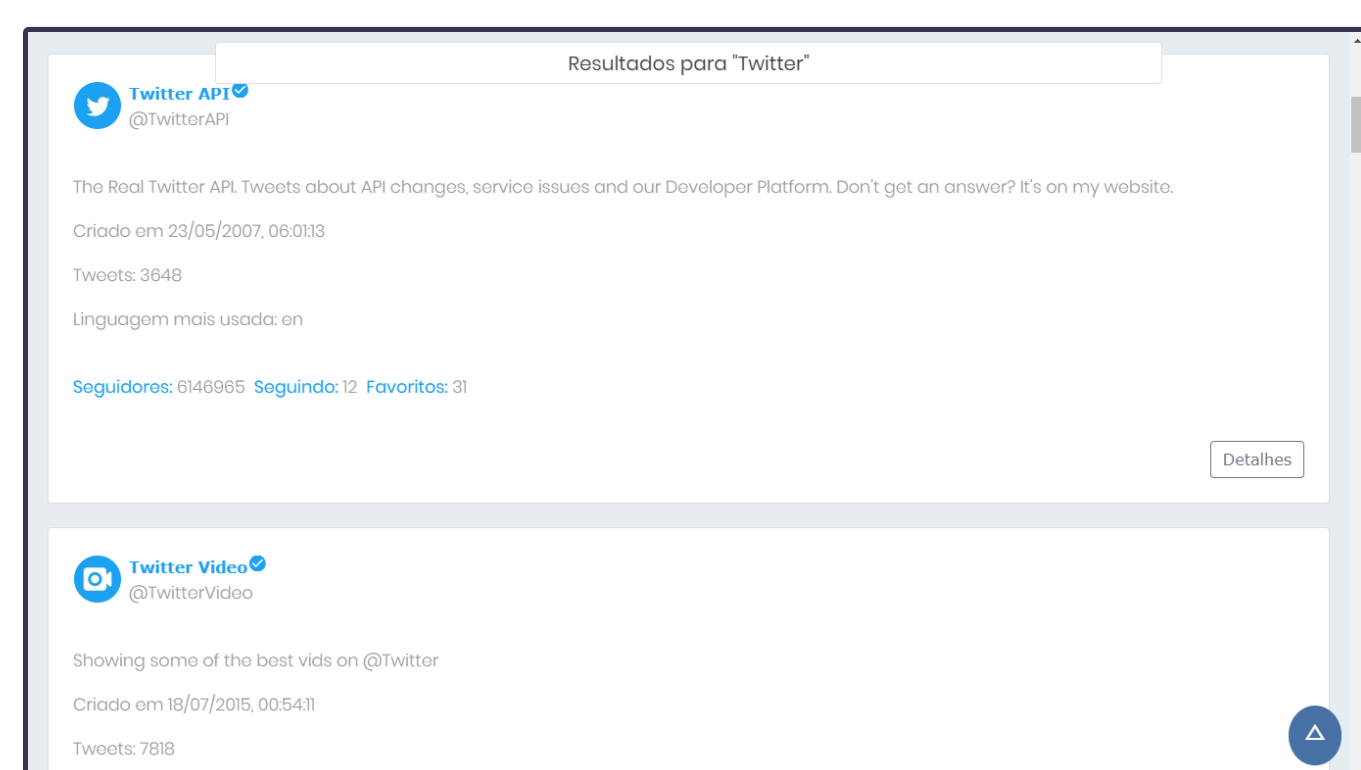 Resultados para "Twitter"
Twitter API
@TwitterAPI
The Real Twitter API. Tweets about API changes, service issues and our Developer Platform. Don't get an answer? It's on my website.
Criado em 23/05/2007, 06:01:13
Tweets: 3648
Linguagem mais usada: en
Seguidores: 6146965 Seguindo: 12 Favoritos: 31
Detalhes
Twitter Video
@TwitterVideo
Showing some of the best vids on @Twitter
Criado em 18/07/2015, 00:54:11
Tweets: 7818